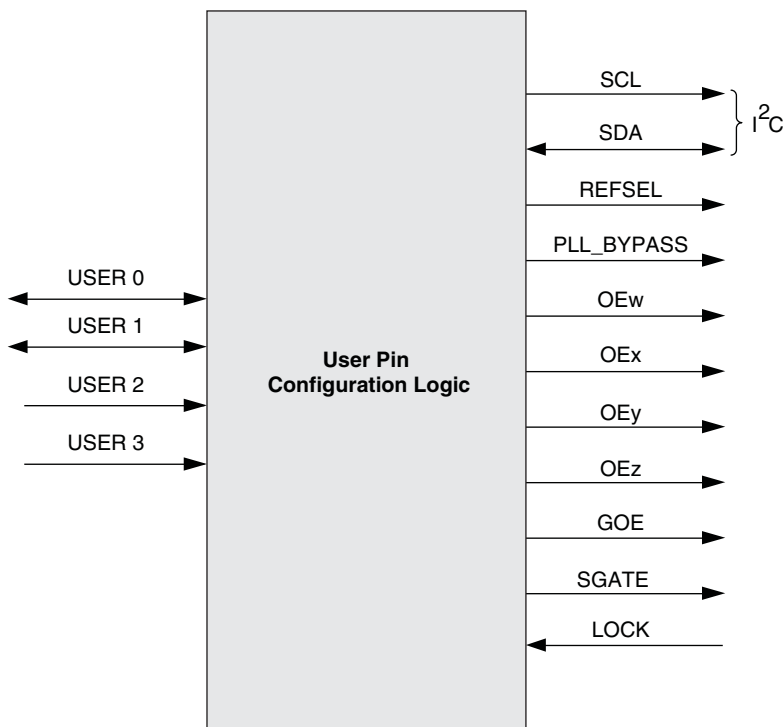 SCL
SDA
I²C
REFSEL
PLL_BYPASS
USER 0
OEw
USER 1
User Pin
Configuration Logic
OEx
USER 2
OEy
USER 3
OEz
GOE
SGATE
LOCK